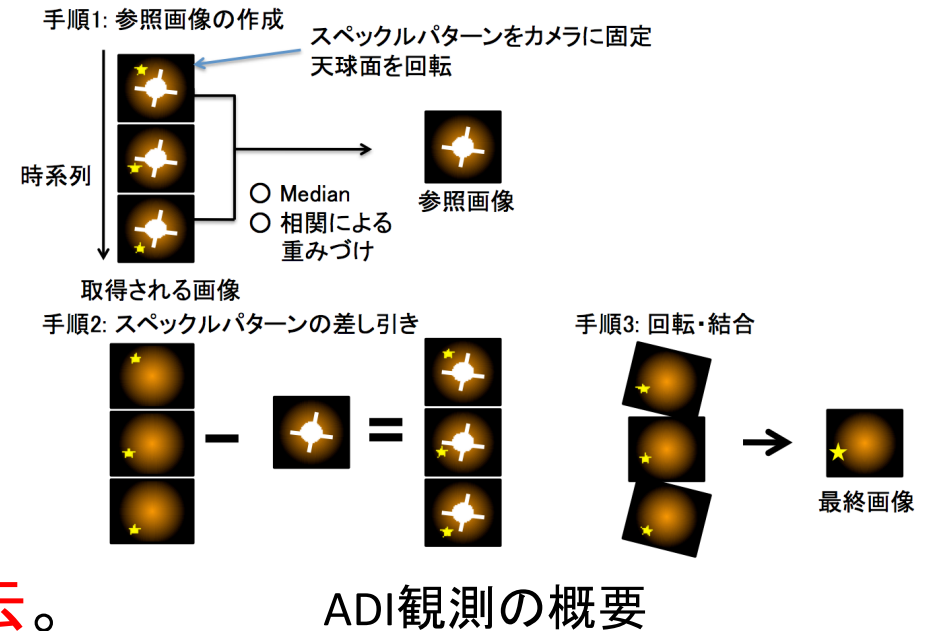 手順1: 参照画像の作成
スペックルパターンをカメラに固定
天球面を回転
時系列
○ Median
○ 相関による
重みづけ
参照画像
取得される画像
手順2: スペックルパターンの差し引き
手順3: 回転・結合
最終画像
。
ADI観測の概要